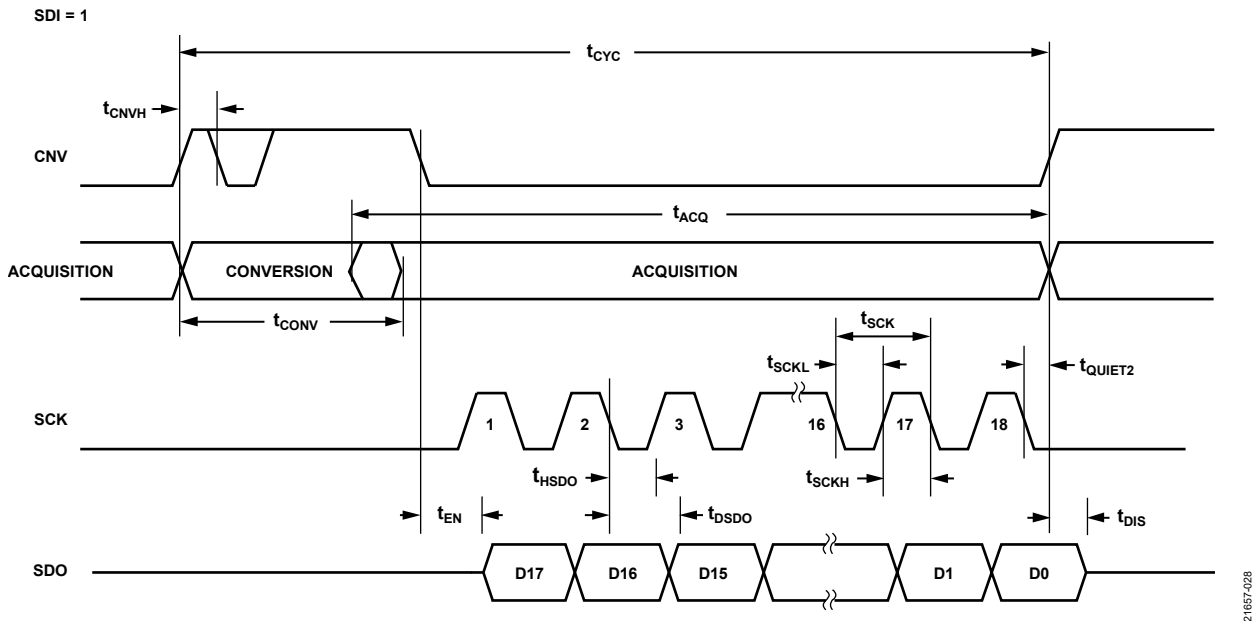 SDI = 1
tCYC
tCNVH
CNV
tACQ
ACQUISITION
CONVERSION
ACQUISITION
tCONV
tSCK
tSCKL
tQUIET2
SCK
1
2
3
16
17
18
tHSDO
tSCKH
tEN
tDSDO
tDIS
SDO
D17
D16
D15
D1
D0
21657-028